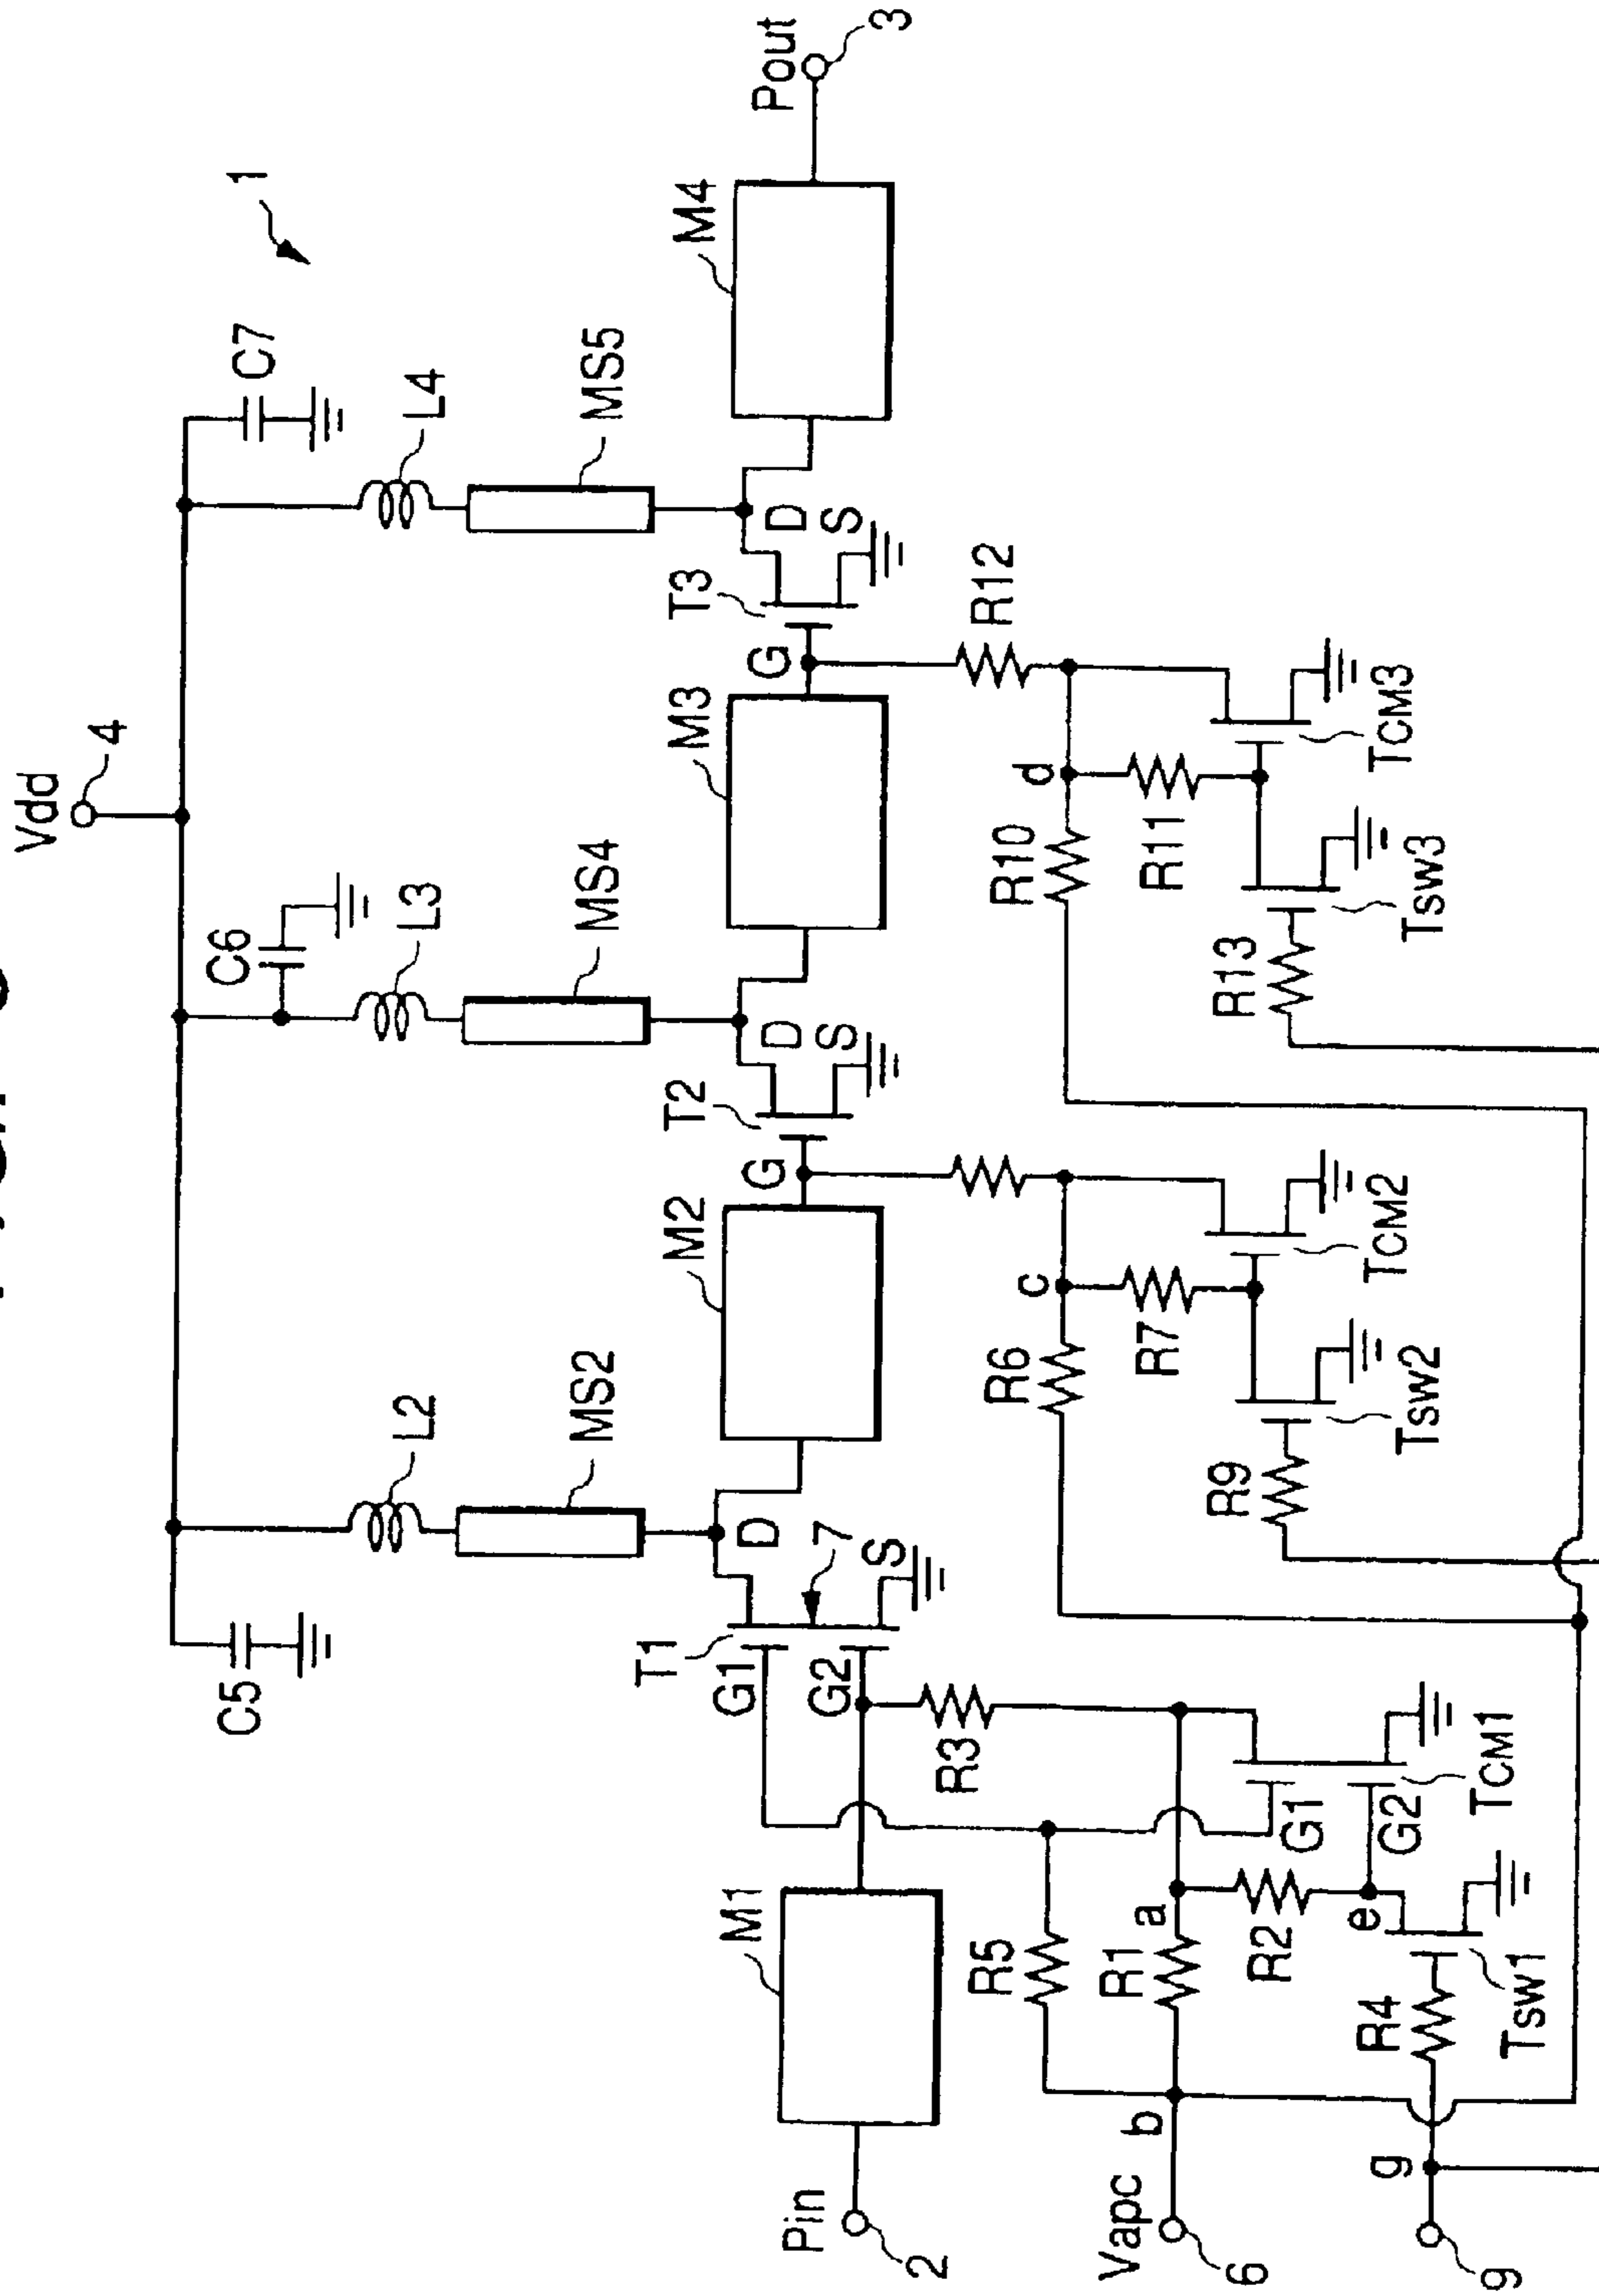 Vdd
4
1
C5
L2
MS2
C6
L3
MS4
C7
L4
MS5
Pin
2
M1
T1
G1
G2
D
7
S
M2
G
T2
D
S
M3
G
T3
D
S
M4
Pout
3
R5
R3
R1
a
b
Vapc
6
R2
e
G1
G2
TCM1
R4
Tsw1
g
9
R6
c
R7
TCM2
R9
Tsw2
R10
d
R12
R11
TCM3
R13
Tsw3